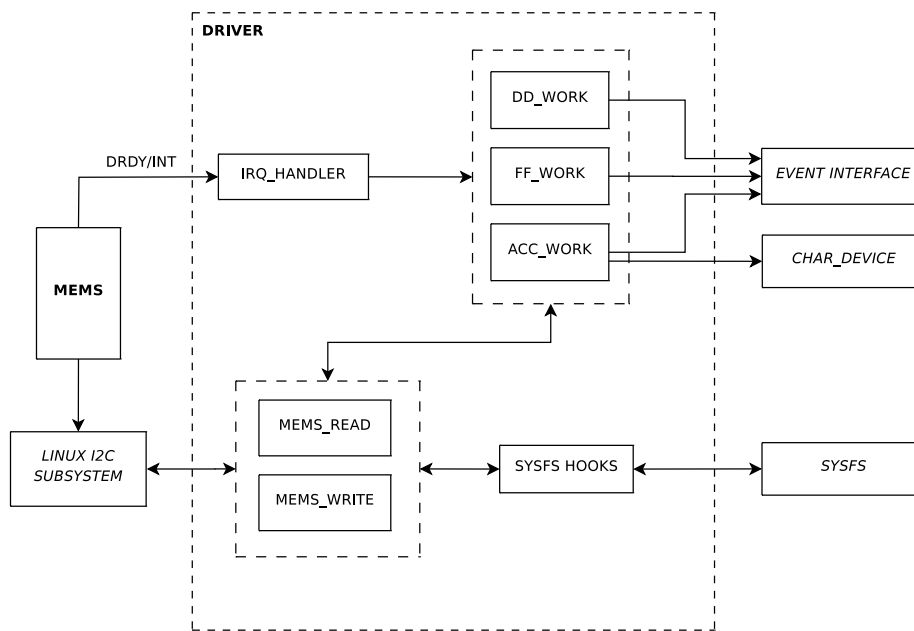 DRIVER
DD_WORK
DRDY/INT
IRQ_HANDLER
FF_WORK
EVENT INTERFACE
ACC_WORK
CHAR_DEVICE
MEMS
MEMS_READ
LINUX I2C
SUBSYSTEM
SYSFS HOOKS
SYSFS
MEMS_WRITE